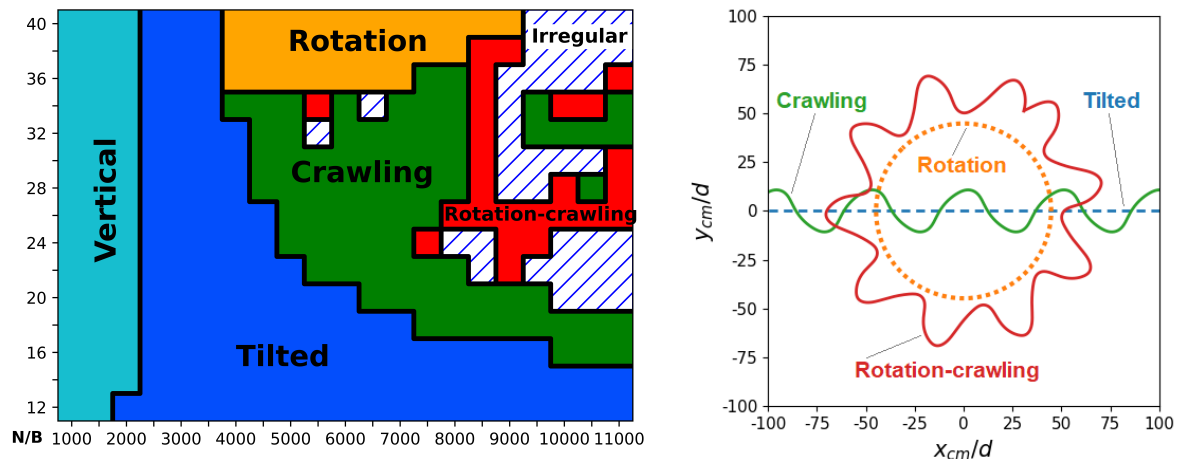 40
36
32
28
24
20
16
12
N/B
1000 2000 3000 4000 5000 6000 7000 8000 9000 10000 11000
Vertical
Tilted
Rotation
Crawling
Irregular
Rotation-crawling
100
75
50
25
0
-25
-50
-75
-100
-100 -75 -50 -25 0 25 50 75 100
y_cm/d
x_cm/d
Crawling
Tilted
Rotation
Rotation-crawling